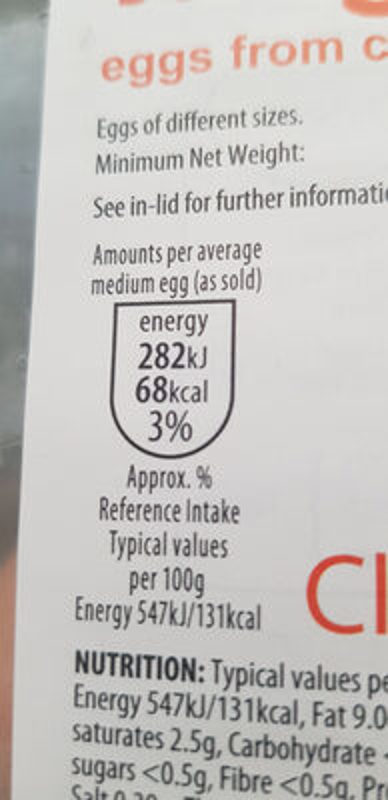 eggs from c
Eggs of different sizes.
Minimum Net Weight:
See in-lid for further informati
Amounts per average
medium egg (as sold)
energy
282kJ
68kcal
3%
Approx. %
Reference Intake
Typical values
per 100g
Energy 547kJ/131kcal
Cl
NUTRITION: Typical values pe
Energy 547kJ/131kcal, Fat 9.0
saturates 2.5g, Carbohydrate
sugars <0.5g, Fibre <0.5g, Pr
Salt